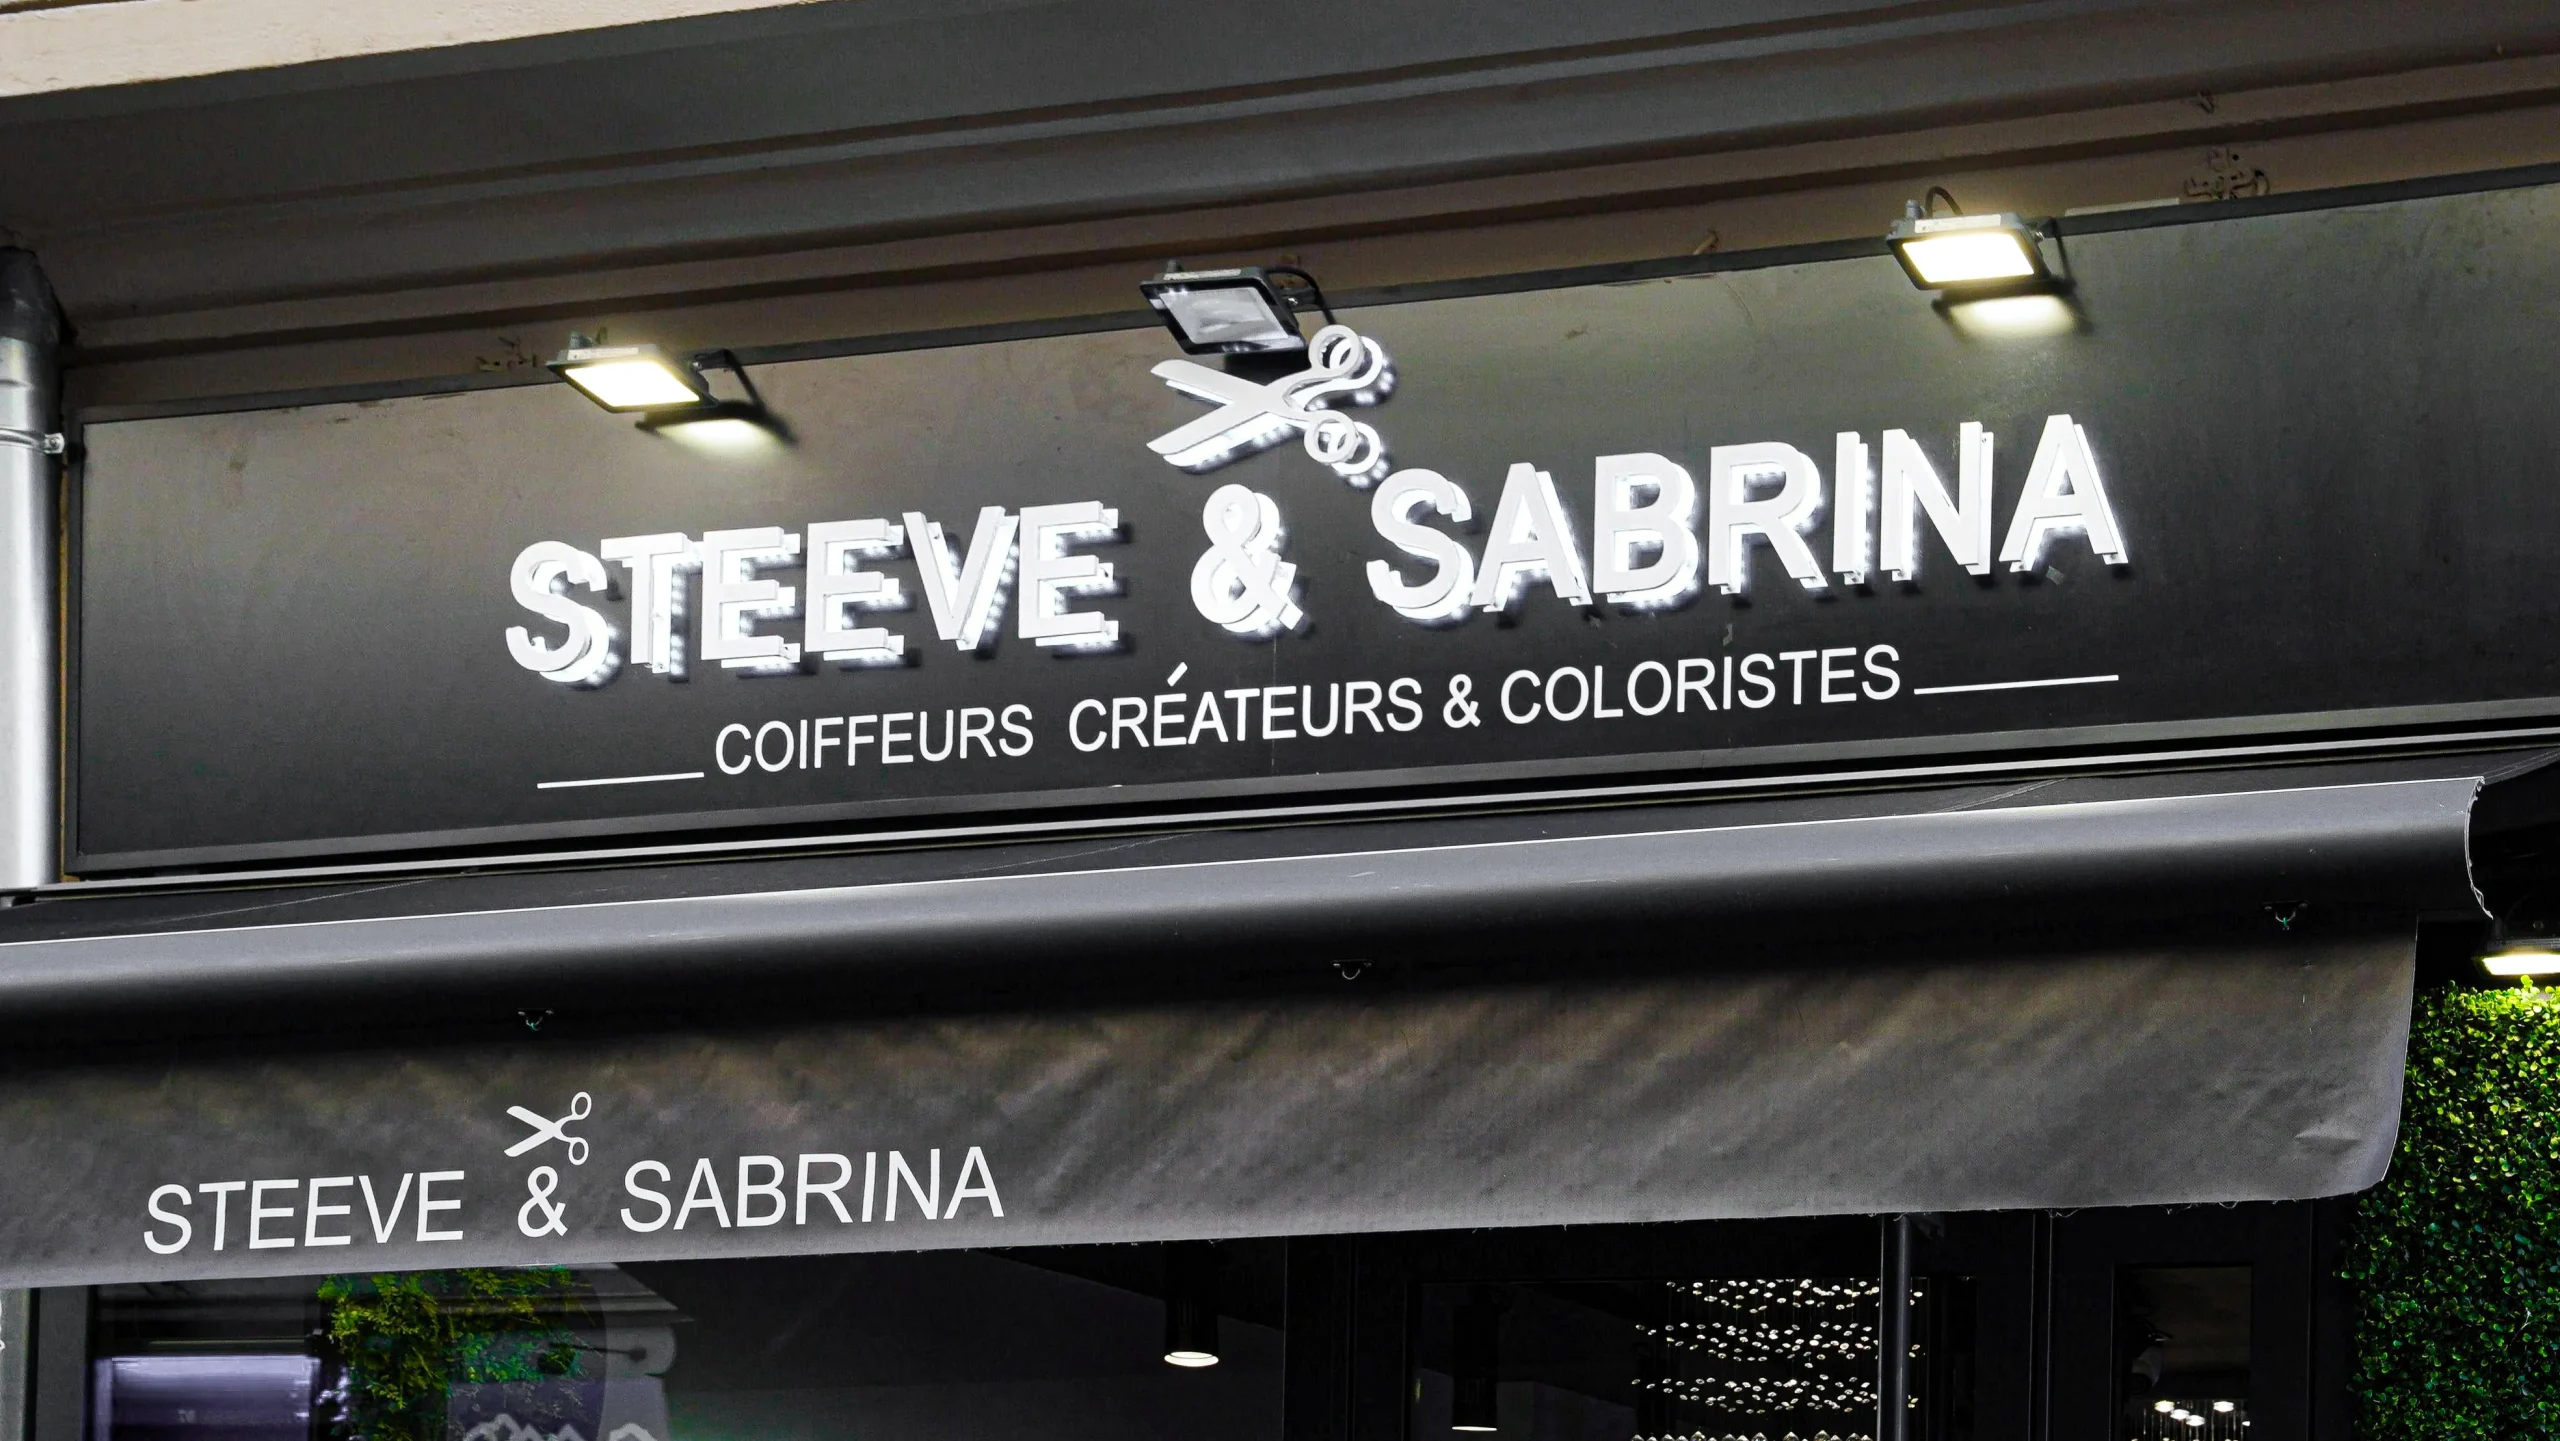 STEEVE & SABRINA
COIFFEURS CRÉATEURS & COLORISTES
STEEVE & SABRINA